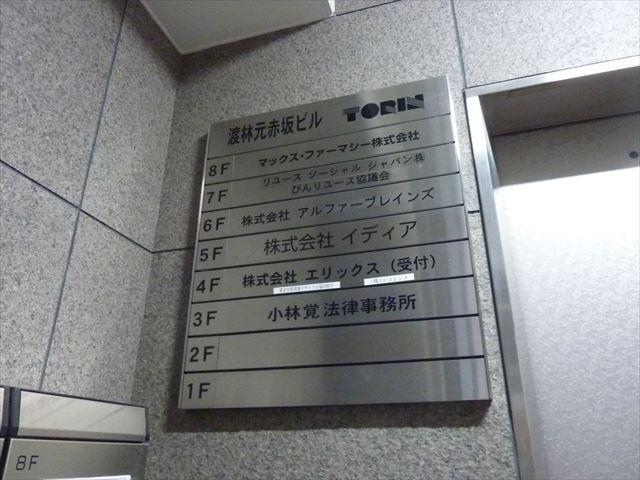 渡林元赤坂ビル TORIN
8F マックス・ファーマシー株式会社
7F リユース ソーシャル ジャパン㈱
びんリユース協議会
6F 株式会社 アルファーブレインズ
5F 株式会社 イディア
4F 株式会社 エリックス（受付）
3F 小林覚法律事務所
2F
1F
8F